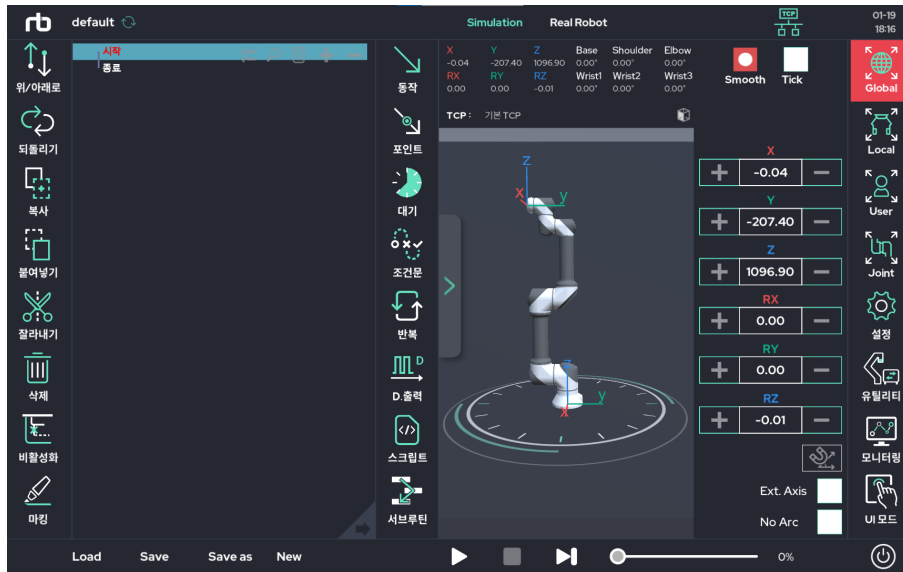 rb default Simulation Real Robot TCP 01-19
18:16
위/아래로
되돌리기
복사
붙여넣기
잘라내기
삭제
비활성화
마킹
시작
종료
동작
포인트
대기
조건문
반복
D
D.출력
</>
스크립트
서브루틴
X Y Z Base Shoulder Elbow
-0.04 -207.40 1096.90 0.00° 0.00° 0.00°
RX RY RZ Wrist1 Wrist2 Wrist3
0.00 0.00 -0.01 0.00° 0.00° 0.00°
TCP : 기본 TCP
Z
X y
Z
y
X
Smooth Tick
X
+ -0.04 −
Y
+ -207.40 −
Z
+ 1096.90 −
RX
+ 0.00 −
RY
+ 0.00 −
RZ
+ -0.01 −
Ext. Axis
No Arc
Global
Local
User
Joint
설정
유틸리티
모니터링
UI 모드
Load Save Save as New 0%